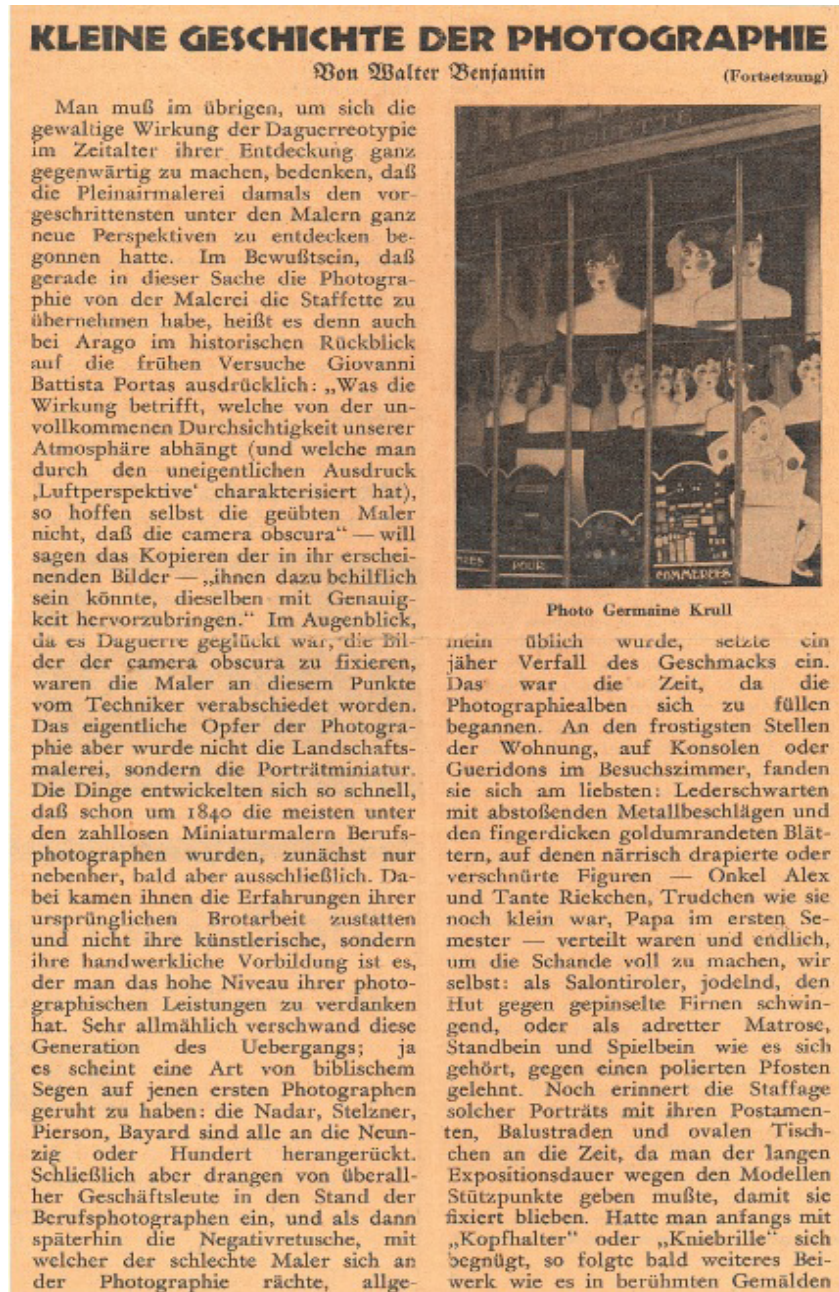 KLEINE GESCHICHTE DER PHOTOGRAPHIE
Von Walter Benjamin
(Fortsetzung)
Man muß im übrigen, um sich die
gewaltige Wirkung der Daguerreotypie
im Zeitalter ihrer Entdeckung ganz
gegenwärtig zu machen, bedenken, daß
die Pleinairmalerei damals den vor-
geschrittensten unter den Malern ganz
neue Perspektiven zu entdecken be-
gonnen hatte. Im Bewußtsein, daß
gerade in dieser Sache die Photogra-
phie von der Malerei die Staffette zu
übernehmen habe, heißt es denn auch
bei Arago im historischen Rückblick
auf die frühen Versuche Giovanni
Battista Portas ausdrücklich: „Was die
Wirkung betrifft, welche von der un-
vollkommenen Durchsichtigkeit unserer
Atmosphäre abhängt (und welche man
durch den uneigentlichen Ausdruck
‚Luftperspektive‘ charakterisiert hat),
so hoffen selbst die geübten Maler
nicht, daß die camera obscura“ — will
sagen das Kopieren der in ihr erschei-
nenden Bilder — „ihnen dazu behilflich
sein könnte, dieselben mit Genauig-
keit hervorzubringen.“ Im Augenblick,
da es Daguerre geglückt war, die Bil-
der der camera obscura zu fixieren,
waren die Maler an diesem Punkte
vom Techniker verabschiedet worden.
Das eigentliche Opfer der Photogra-
phie aber wurde nicht die Landschafts-
malerei, sondern die Porträtminiatur.
Die Dinge entwickelten sich so schnell,
daß schon um 1840 die meisten unter
den zahllosen Miniaturmalern Berufs-
photographen wurden, zunächst nur
nebenher, bald aber ausschließlich. Da-
bei kamen ihnen die Erfahrungen ihrer
ursprünglichen Brotarbeit zustatten
und nicht ihre künstlerische, sondern
ihre handwerkliche Vorbildung ist es,
der man das hohe Niveau ihrer photo-
graphischen Leistungen zu verdanken
hat. Sehr allmählich verschwand diese
Generation des Uebergangs; ja
es scheint eine Art von biblischem
Segen auf jenen ersten Photographen
geruht zu haben: die Nadar, Stelzner,
Pierson, Bayard sind alle an die Neun-
zig oder Hundert herangerückt.
Schließlich aber drangen von überall-
her Geschäftsleute in den Stand der
Berufsphotographen ein, und als dann
späterhin die Negativretusche, mit
welcher der schlechte Maler sich an
der Photographie rächte, allge-
POUR
COMMERCES
Photo Germaine Krull
mein üblich wurde, setzte ein
jäher Verfall des Geschmacks ein.
Das war die Zeit, da die
Photographiealben sich zu füllen
begannen. An den frostigsten Stellen
der Wohnung, auf Konsolen oder
Gueridons im Besuchszimmer, fanden
sie sich am liebsten: Lederschwarten
mit abstoßenden Metallbeschlägen und
den fingerdicken goldumrandeten Blät-
tern, auf denen närrisch drapierte oder
verschnürte Figuren — Onkel Alex
und Tante Riekchen, Trudchen wie sie
noch klein war, Papa im ersten Se-
mester — verteilt waren und endlich,
um die Schande voll zu machen, wir
selbst: als Salontiroler, jodelnd, den
Hut gegen gepinselte Firnen schwin-
gend, oder als adretter Matrose,
Standbein und Spielbein wie es sich
gehört, gegen einen polierten Pfosten
gelehnt. Noch erinnert die Staffage
solcher Porträts mit ihren Postamen-
ten, Balustraden und ovalen Tisch-
chen an die Zeit, da man der langen
Expositionsdauer wegen den Modellen
Stützpunkte geben mußte, damit sie
fixiert blieben. Hatte man anfangs mit
„Kopfhalter“ oder „Kniebrille“ sich
begnügt, so folgte bald weiteres Bei-
werk wie es in berühmten Gemälden